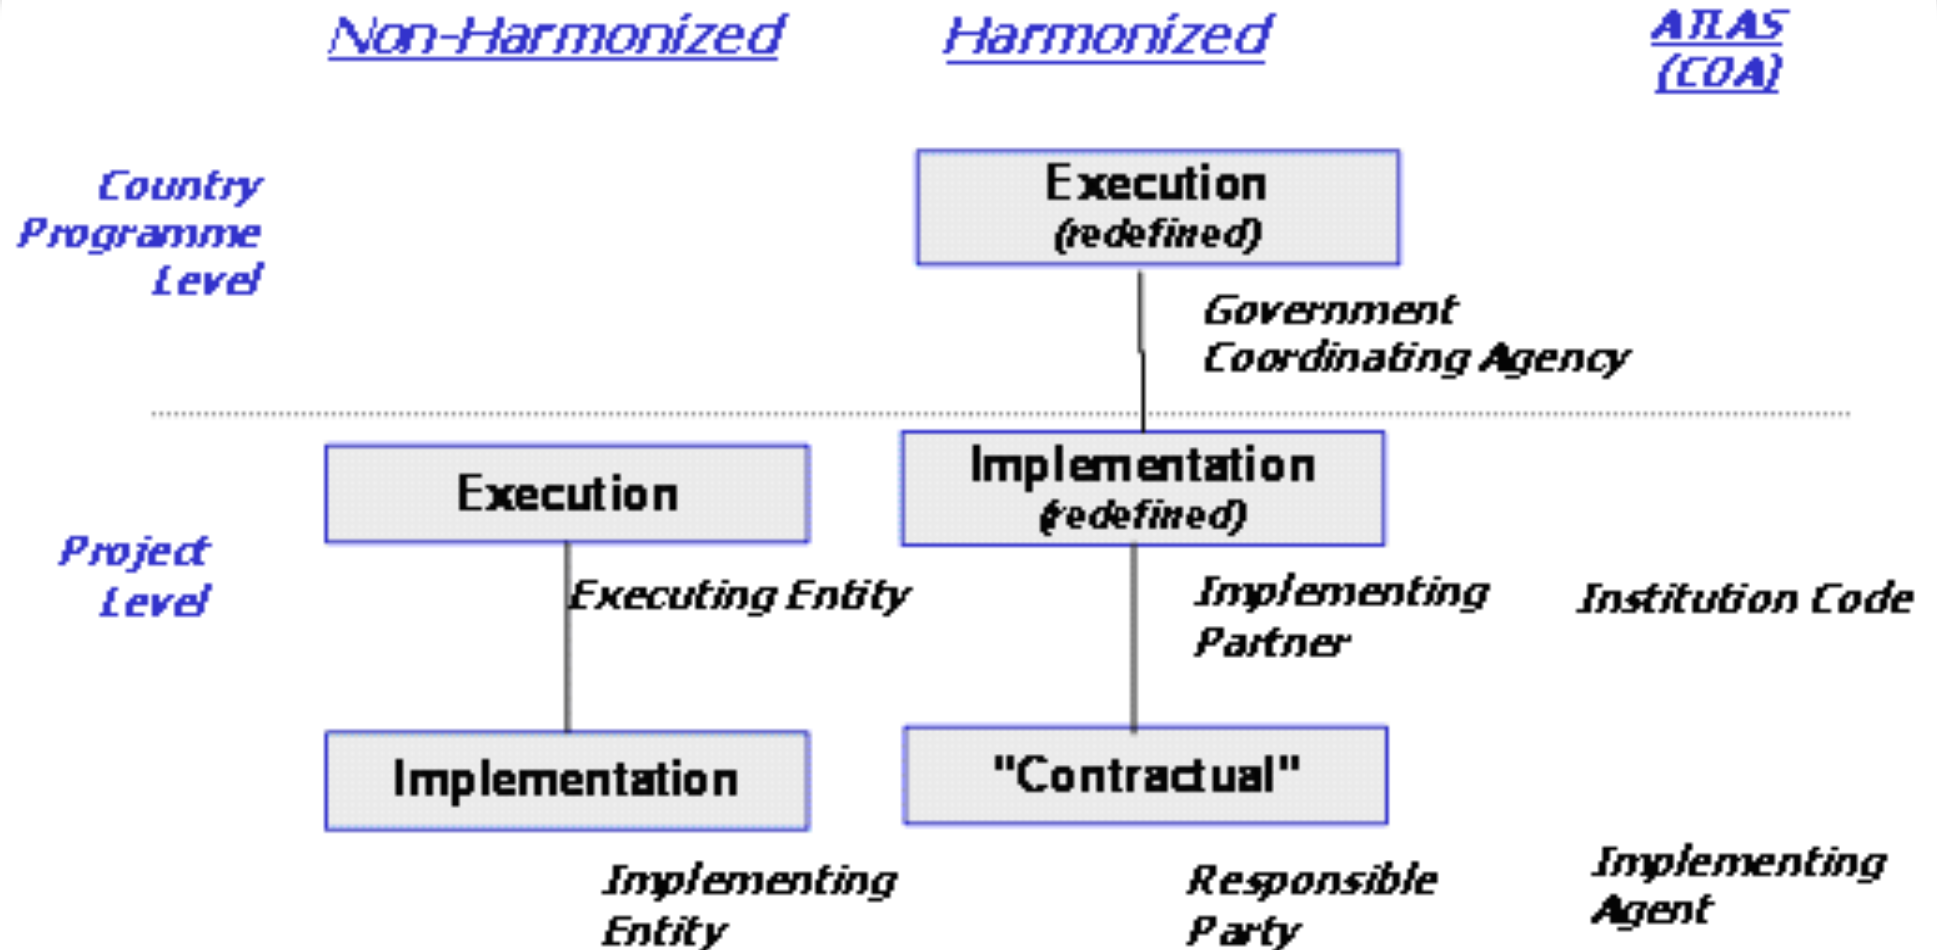 Non-Harmonized
Harmonized
ATLAS
(COA)
Country
Programme
Level
Execution
(redefined)
Government
Coordinating Agency
Project
Level
Execution
Executing Entity
Implementation
(redefined)
Implementing
Partner
Institution Code
Implementation
Implementing
Entity
"Contractual"
Responsible
Party
Implementing
Agent